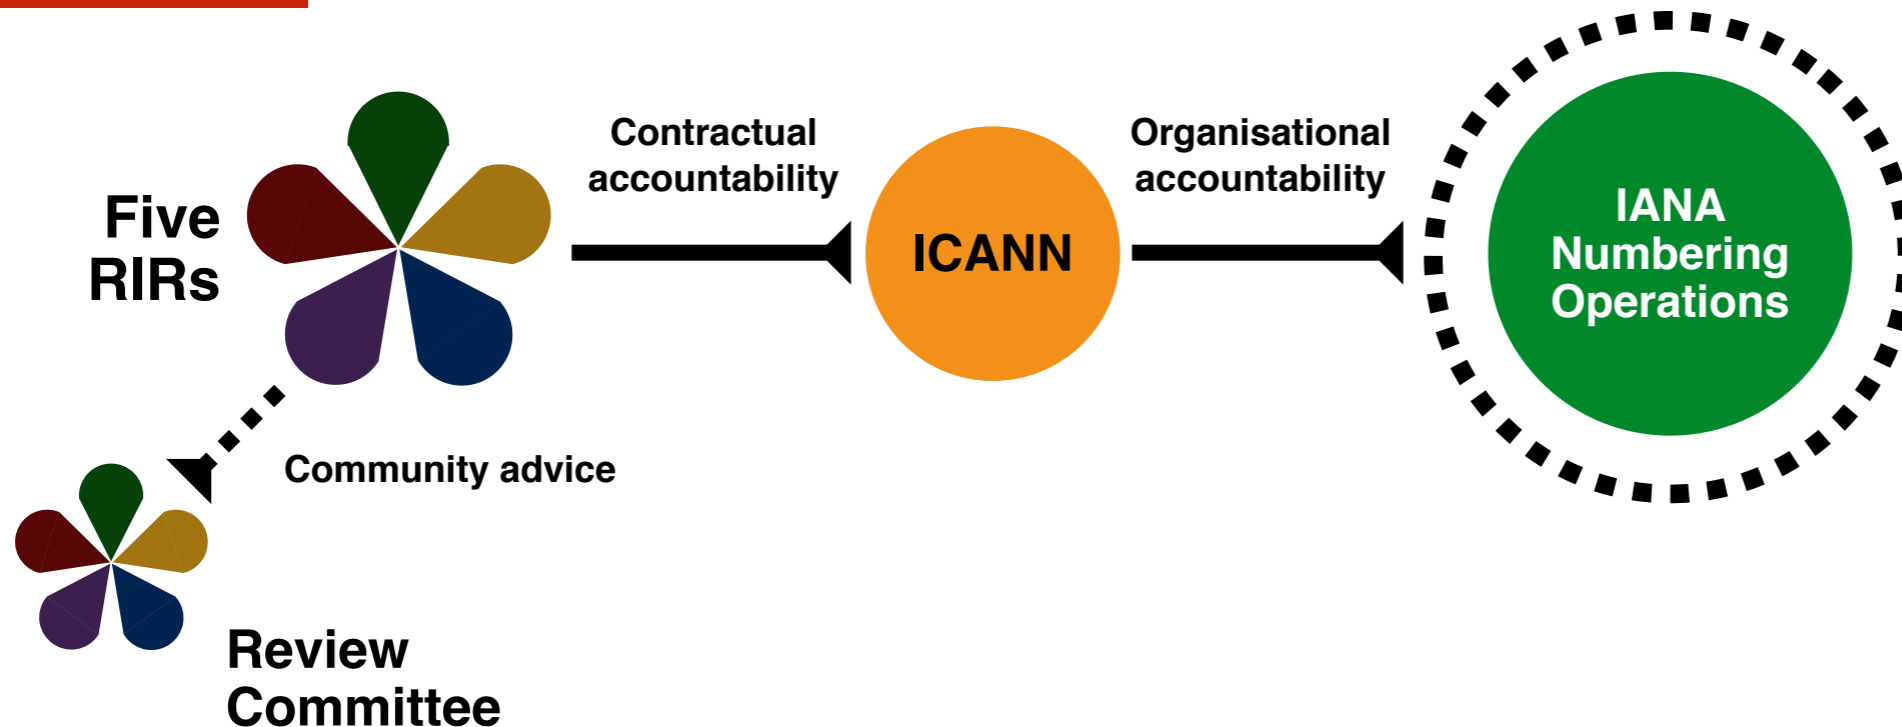 Five
RIRs
Contractual
accountability
ICANN
Organisational
accountability
IANA
Numbering
Operations
Community advice
Review
Committee